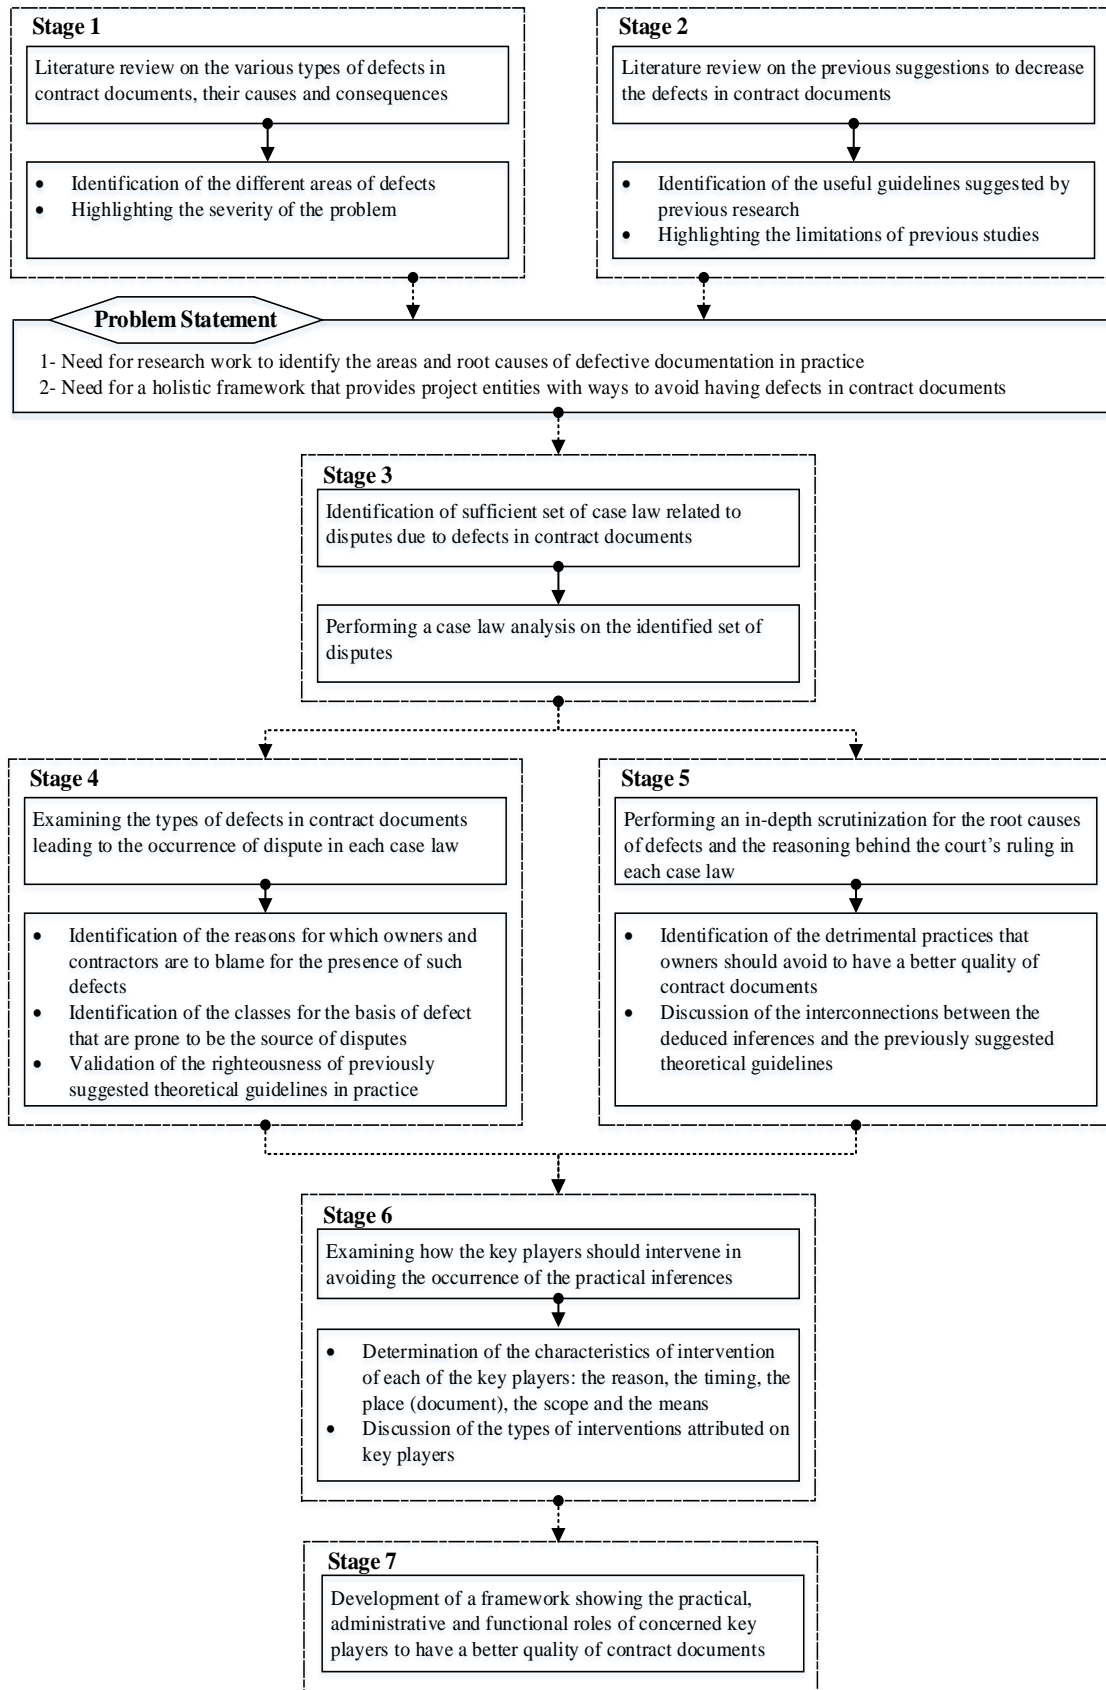 Stage 1
Literature review on the various types of defects in
contract documents, their causes and consequences
• Identification of the different areas of defects
• Highlighting the severity of the problem
Stage 2
Literature review on the previous suggestions to decrease
the defects in contract documents
• Identification of the useful guidelines suggested by
previous research
• Highlighting the limitations of previous studies
Problem Statement
1- Need for research work to identify the areas and root causes of defective documentation in practice
2- Need for a holistic framework that provides project entities with ways to avoid having defects in contract documents
Stage 3
Identification of sufficient set of case law related to
disputes due to defects in contract documents
Performing a case law analysis on the identified set of
disputes
Stage 4
Examining the types of defects in contract documents
leading to the occurrence of dispute in each case law
• Identification of the reasons for which owners and
contractors are to blame for the presence of such
defects
• Identification of the classes for the basis of defect
that are prone to be the source of disputes
• Validation of the righteousness of previously
suggested theoretical guidelines in practice
Stage 5
Performing an in-depth scrutinization for the root causes
of defects and the reasoning behind the court's ruling in
each case law
• Identification of the detrimental practices that
owners should avoid to have a better quality of
contract documents
• Discussion of the interconnections between the
deduced inferences and the previously suggested
theoretical guidelines
Stage 6
Examining how the key players should intervene in
avoiding the occurrence of the practical inferences
• Determination of the characteristics of intervention
of each of the key players: the reason, the timing, the
place (document), the scope and the means
• Discussion of the types of interventions attributed on
key players
Stage 7
Development of a framework showing the practical,
administrative and functional roles of concerned key
players to have a better quality of contract documents